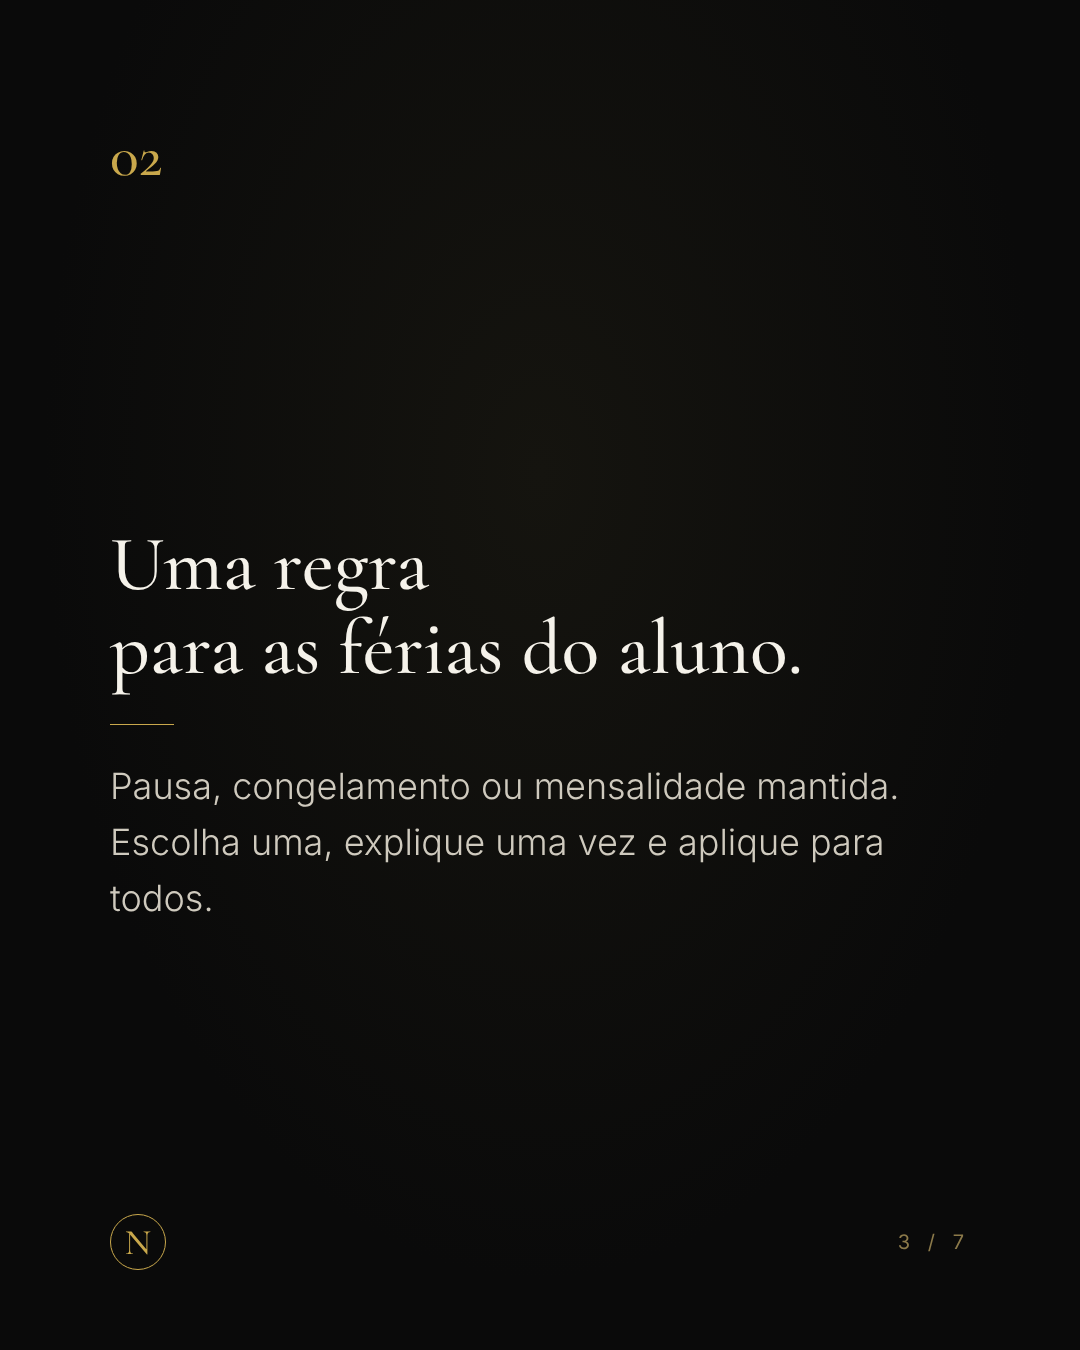 02
Uma regra
para as férias do aluno.
Pausa, congelamento ou mensalidade mantida.
Escolha uma, explique uma vez e aplique para
todos.
N
3 / 7